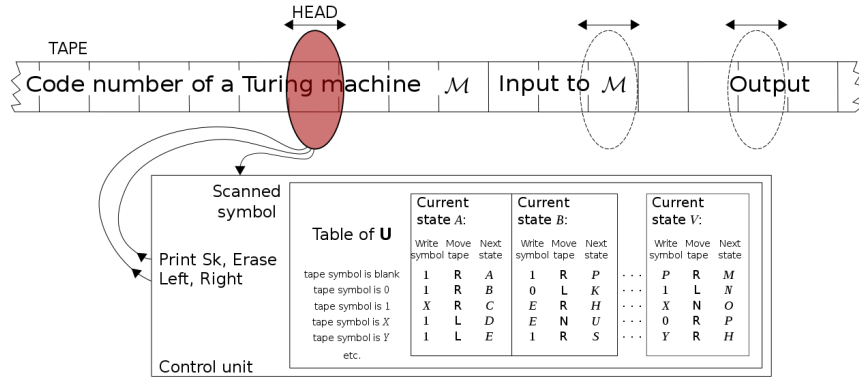 HEAD
TAPE
Code number of a Turing machine ℳ Input to ℳ Output
Scanned
symbol
Print Sk, Erase
Left, Right
Control unit
Table of U
Current
state A:
Current
state B:
Current
state V:
Write Move Next Write Move Next Write Move Next
symbol tape state symbol tape state symbol tape state
tape symbol is blank 1 R A 1 R P · · · P R M
tape symbol is 0 1 R B 0 L K · · · 1 L N
tape symbol is 1 X R C E R H · · · X N O
tape symbol is X 1 L D E N U · · · 0 R P
tape symbol is Y 1 L E 1 R S · · · Y R H
etc.